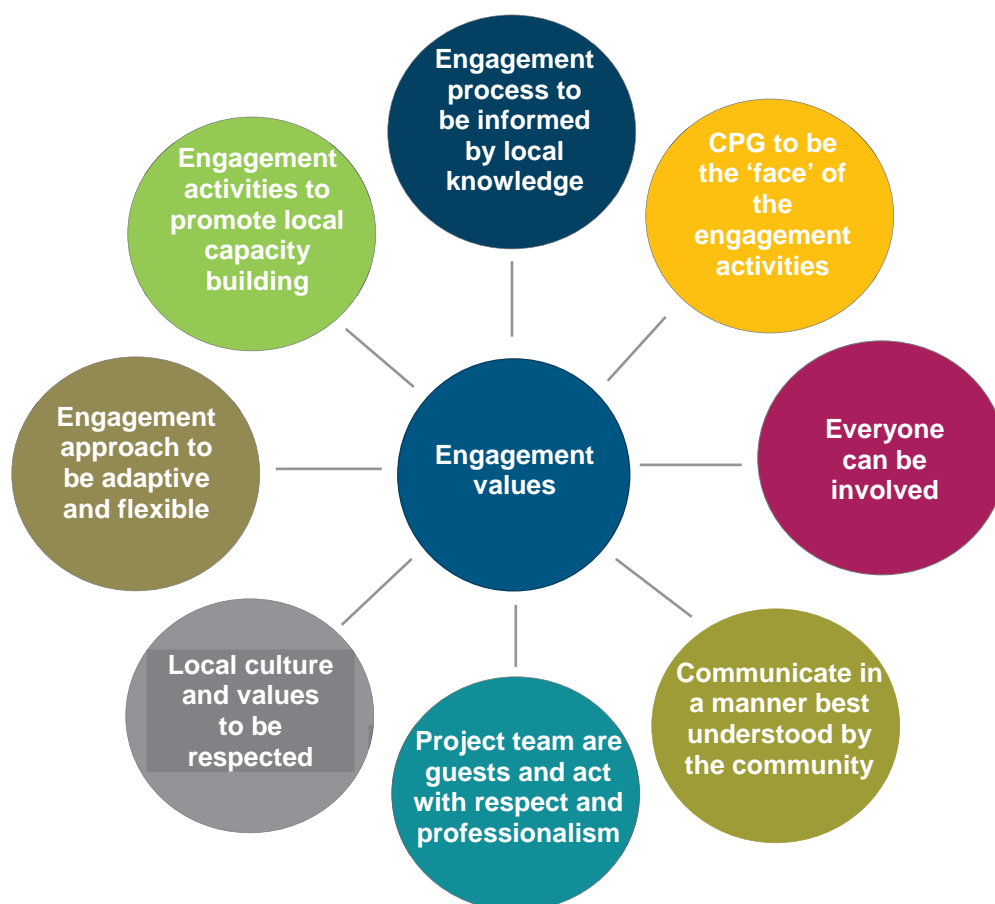 Engagement
process to
be informed
by local
knowledge
CPG to be
the ‘face’ of
the
engagement
activities
Everyone
can be
involved
Communicate in
a manner best
understood by
the community
Project team are
guests and act
with respect and
professionalism
Local culture
and values
to be
respected
Engagement
approach to
be adaptive
and flexible
Engagement
activities to
promote local
capacity
building
Engagement
values